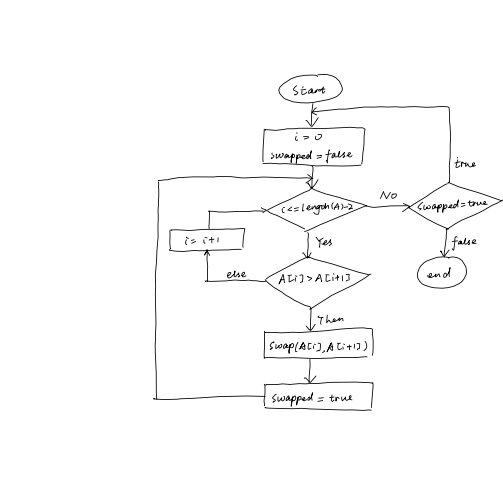 Start
i = 0
swapped = false
i <= length(A)-2
No
swapped = true
true
false
end
Yes
i = i+1
else
A[i] > A[i+1]
Then
Swap(A[i], A[i+1])
Swapped = true